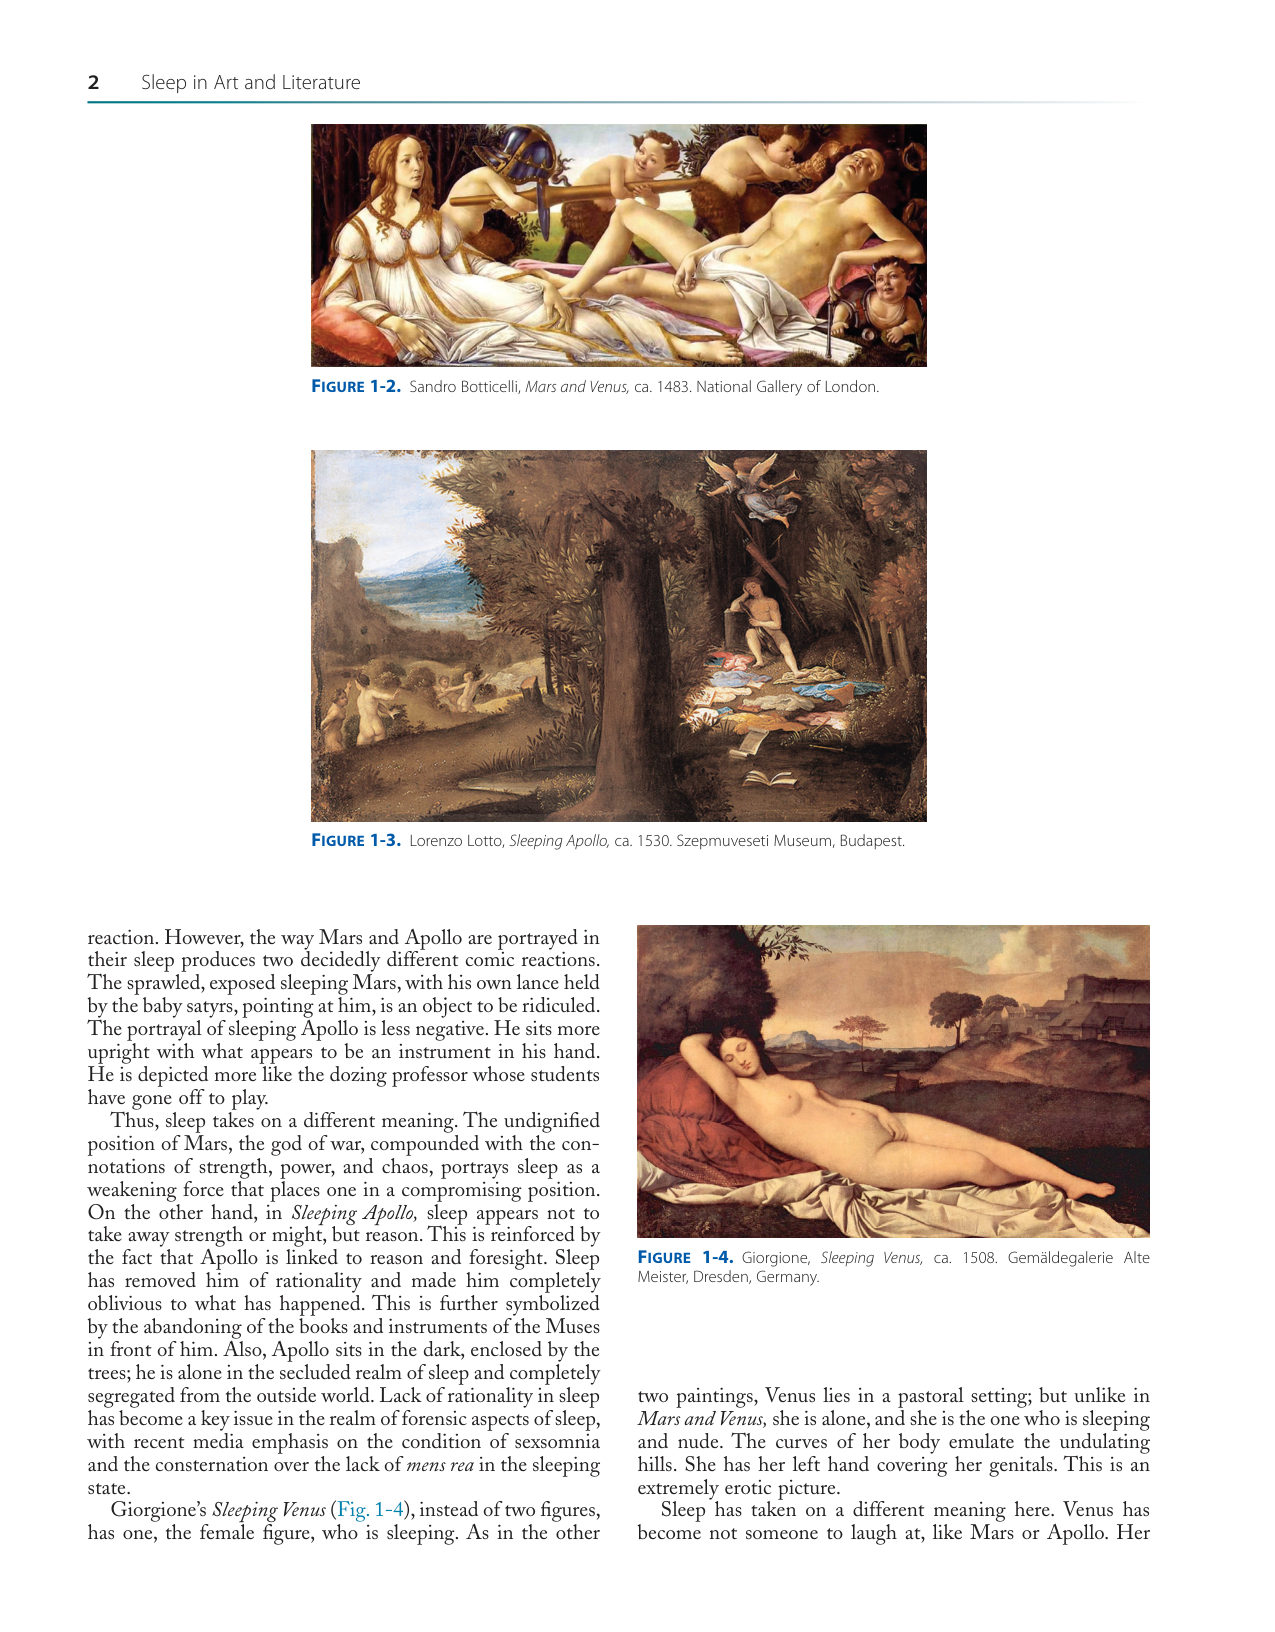 2 Sleep in Art and Literature
FIGURE 1-2. Sandro Botticelli, Mars and Venus, ca. 1483. National Gallery of London.
FIGURE 1-3. Lorenzo Lotto, Sleeping Apollo, ca. 1530. Szepmuveseti Museum, Budapest.
reaction. However, the way Mars and Apollo are portrayed in
their sleep produces two decidedly different comic reactions.
The sprawled, exposed sleeping Mars, with his own lance held
by the baby satyrs, pointing at him, is an object to be ridiculed.
The portrayal of sleeping Apollo is less negative. He sits more
upright with what appears to be an instrument in his hand.
He is depicted more like the dozing professor whose students
have gone off to play.
Thus, sleep takes on a different meaning. The undignified
position of Mars, the god of war, compounded with the con-
notations of strength, power, and chaos, portrays sleep as a
weakening force that places one in a compromising position.
On the other hand, in Sleeping Apollo, sleep appears not to
take away strength or might, but reason. This is reinforced by
the fact that Apollo is linked to reason and foresight. Sleep
has removed him of rationality and made him completely
oblivious to what has happened. This is further symbolized
by the abandoning of the books and instruments of the Muses
in front of him. Also, Apollo sits in the dark, enclosed by the
trees; he is alone in the secluded realm of sleep and completely
segregated from the outside world. Lack of rationality in sleep
has become a key issue in the realm of forensic aspects of sleep,
with recent media emphasis on the condition of sexsomnia
and the consternation over the lack of mens rea in the sleeping
state.
Giorgione's Sleeping Venus (Fig. 1-4), instead of two figures,
has one, the female figure, who is sleeping. As in the other
FIGURE 1-4. Giorgione, Sleeping Venus, ca. 1508. Gemäldegalerie Alte
Meister, Dresden, Germany.
two paintings, Venus lies in a pastoral setting; but unlike in
Mars and Venus, she is alone, and she is the one who is sleeping
and nude. The curves of her body emulate the undulating
hills. She has her left hand covering her genitals. This is an
extremely erotic picture.
Sleep has taken on a different meaning here. Venus has
become not someone to laugh at, like Mars or Apollo. Her